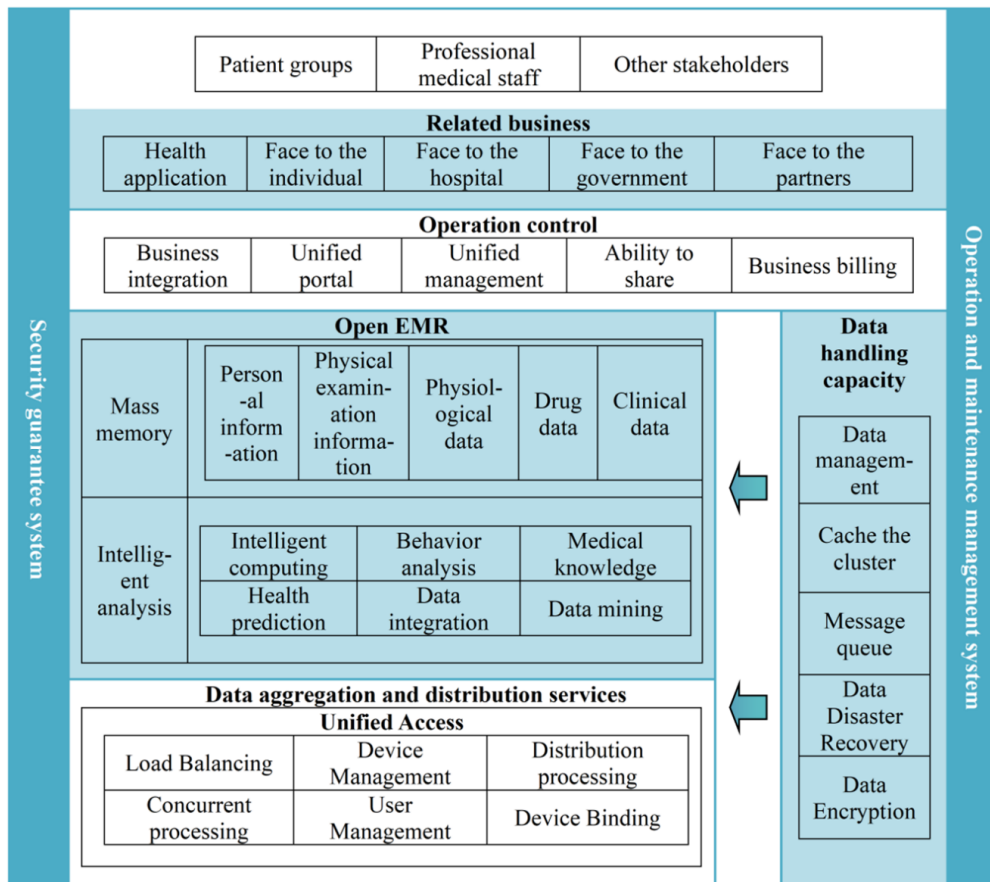 Patient groups
Professional
medical staff
Other stakeholders
Related business
Health
application
Face to the
individual
Face to the
hospital
Face to the
government
Face to the
partners
Operation control
Business
integration
Unified
portal
Unified
management
Ability to
share
Business billing
Security guarantee system
Open EMR
Mass
memory
Person-
-al
inform-
-ation
Physical
examin-
ation
informa-
tion
Physiol-
ogical
data
Drug
data
Clinical
data
Intellig-
ent
analysis
Intelligent
computing
Behavior
analysis
Medical
knowledge
Health
prediction
Data
integration
Data mining
Data aggregation and distribution services
Unified Access
Load Balancing
Device
Management
Distribution
processing
Concurrent
processing
User
Management
Device Binding
Data
handling
capacity
Data
managem-
ent
Cache the
cluster
Message
queue
Data
Disaster
Recovery
Data
Encryption
Operation and maintenance management system